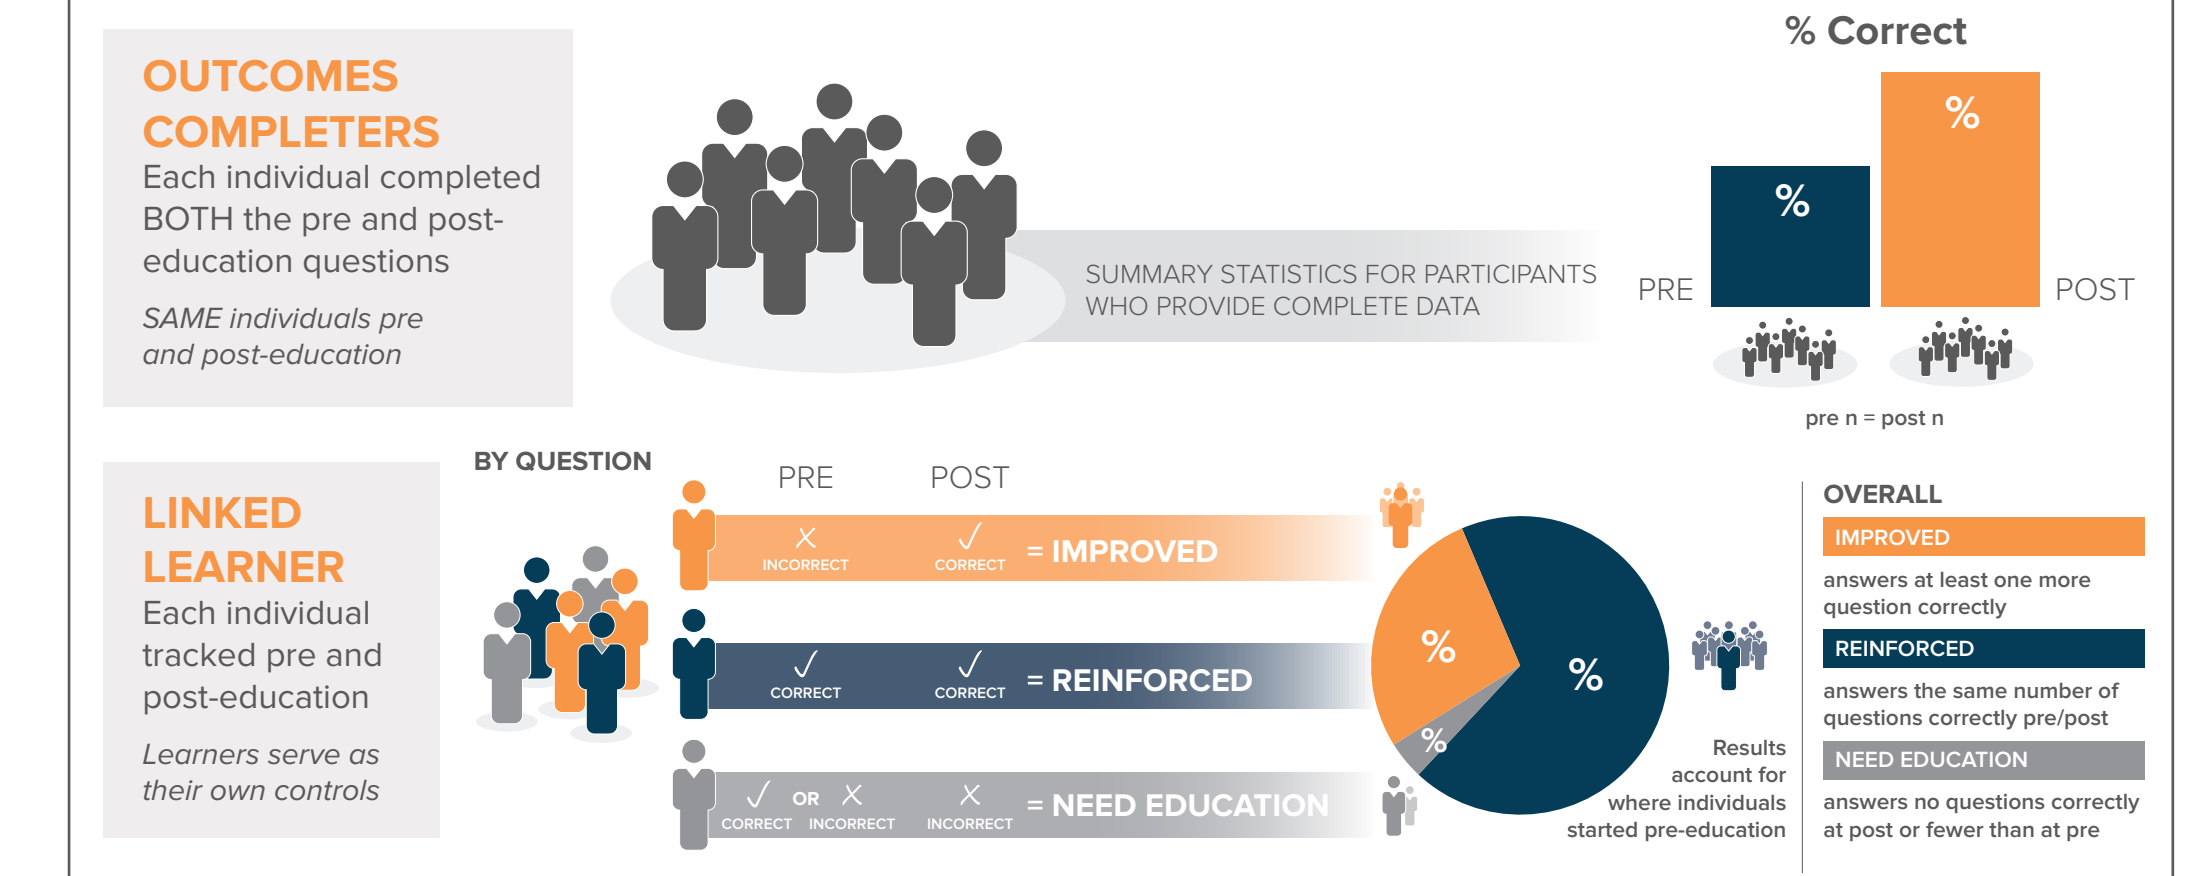 OUTCOMES
COMPLETERS
Each individual completed
BOTH the pre and post-
education questions
SAME individuals pre
and post-education
SUMMARY STATISTICS FOR PARTICIPANTS
WHO PROVIDE COMPLETE DATA
% Correct
%
%
PRE
POST
pre n = post n
LINKED
LEARNER
Each individual
tracked pre and
post-education
Learners serve as
their own controls
BY QUESTION
PRE
POST
INCORRECT
CORRECT
= IMPROVED
CORRECT
CORRECT
= REINFORCED
OR
CORRECT
INCORRECT
INCORRECT
= NEED EDUCATION
%
%
%
Results
account for
where individuals
started pre-education
OVERALL
IMPROVED
answers at least one more
question correctly
REINFORCED
answers the same number of
questions correctly pre/post
NEED EDUCATION
answers no questions correctly
at post or fewer than at pre